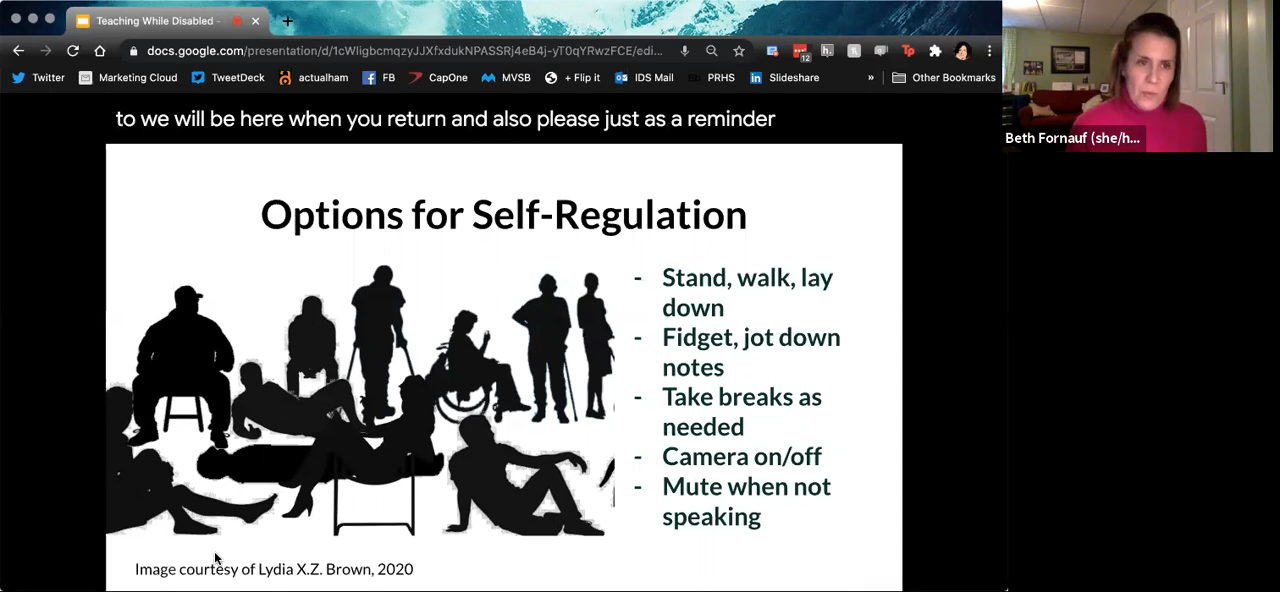 Teaching While Disabled -
docs.google.com/presentation/d/1cWligbcmqzyJJXfxdukNPASSRj4eB4j-yT0qYRwzFCE/edi...
Tp
12
h.
Twitter
Marketing Cloud
TweetDeck
actualham
FB
CapOne
MVSB
+ Flip it
IDS Mail
PRHS
Slideshare
»
Other Bookmarks
Beth Fornauf (she/h...
to we will be here when you return and also please just as a reminder
Options for Self-Regulation
- Stand, walk, lay
down
- Fidget, jot down
notes
- Take breaks as
needed
- Camera on/off
- Mute when not
speaking
Image courtesy of Lydia X.Z. Brown, 2020